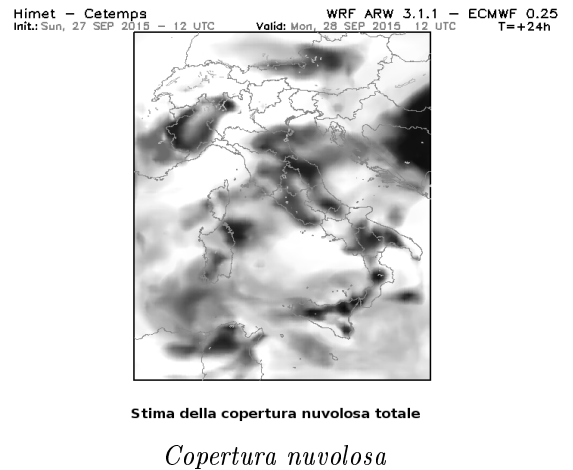 Himet – Cetemps WRF ARW 3.1.1 – ECMWF 0.25
Init.: Sun, 27 SEP 2015 – 12 UTC Valid: Mon, 28 SEP 2015 12 UTC T=+24h
Stima della copertura nuvolosa totale
Copertura nuvolosa